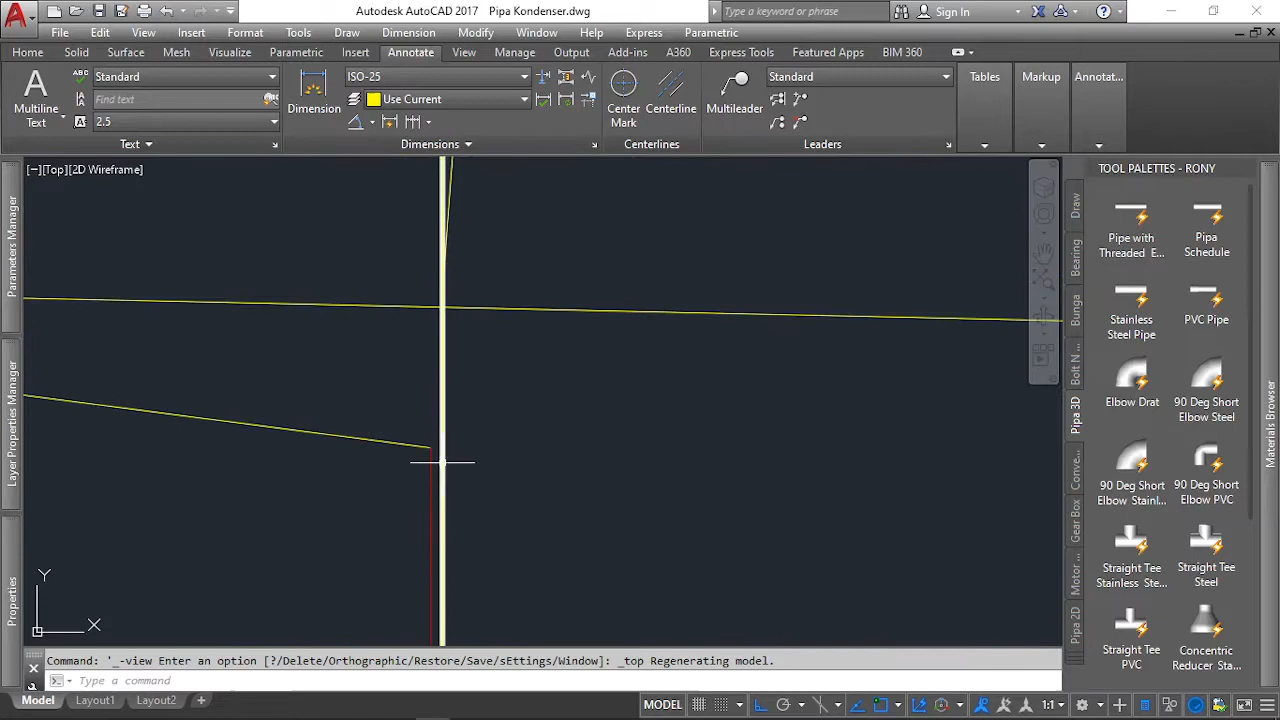 Autodesk AutoCAD 2017 Pipa Kondenser.dwg
Type a keyword or phrase
Sign In
File Edit View Insert Format Tools Draw Dimension Modify Window Help Express Parametric
Home Solid Surface Mesh Visualize Parametric Insert Annotate View Manage Output Add-ins A360 Express Tools Featured Apps BIM 360
Multiline Text
Standard
Find text
2.5
Text
Dimension
ISO-25
Use Current
Dimensions
Center Mark
Centerline
Centerlines
Multileader
Standard
Leaders
Tables
Markup
Annotat...
[−][Top][2D Wireframe]
Parameters Manager
Layer Properties Manager
Properties
Y
X
TOOL PALETTES - RONY
Draw
Bearing
Bunga
Bolt N ...
Pipa 3D
Conve...
Gear Box
Motor ...
Pipa 2D
Pipe with Threaded E...
Pipa Schedule
Stainless Steel Pipe
PVC Pipe
Elbow Drat
90 Deg Short Elbow Steel
90 Deg Short Elbow Stainl...
90 Deg Short Elbow PVC
Straight Tee Stainless Ste...
Straight Tee Steel
Straight Tee PVC
Concentric Reducer Sta...
Materials Browser
Command: '_-view Enter an option [?/Delete/Orthographic/Restore/Save/sEttings/Window]: _top Regenerating model.
Type a command
Model Layout1 Layout2 +
MODEL
1:1